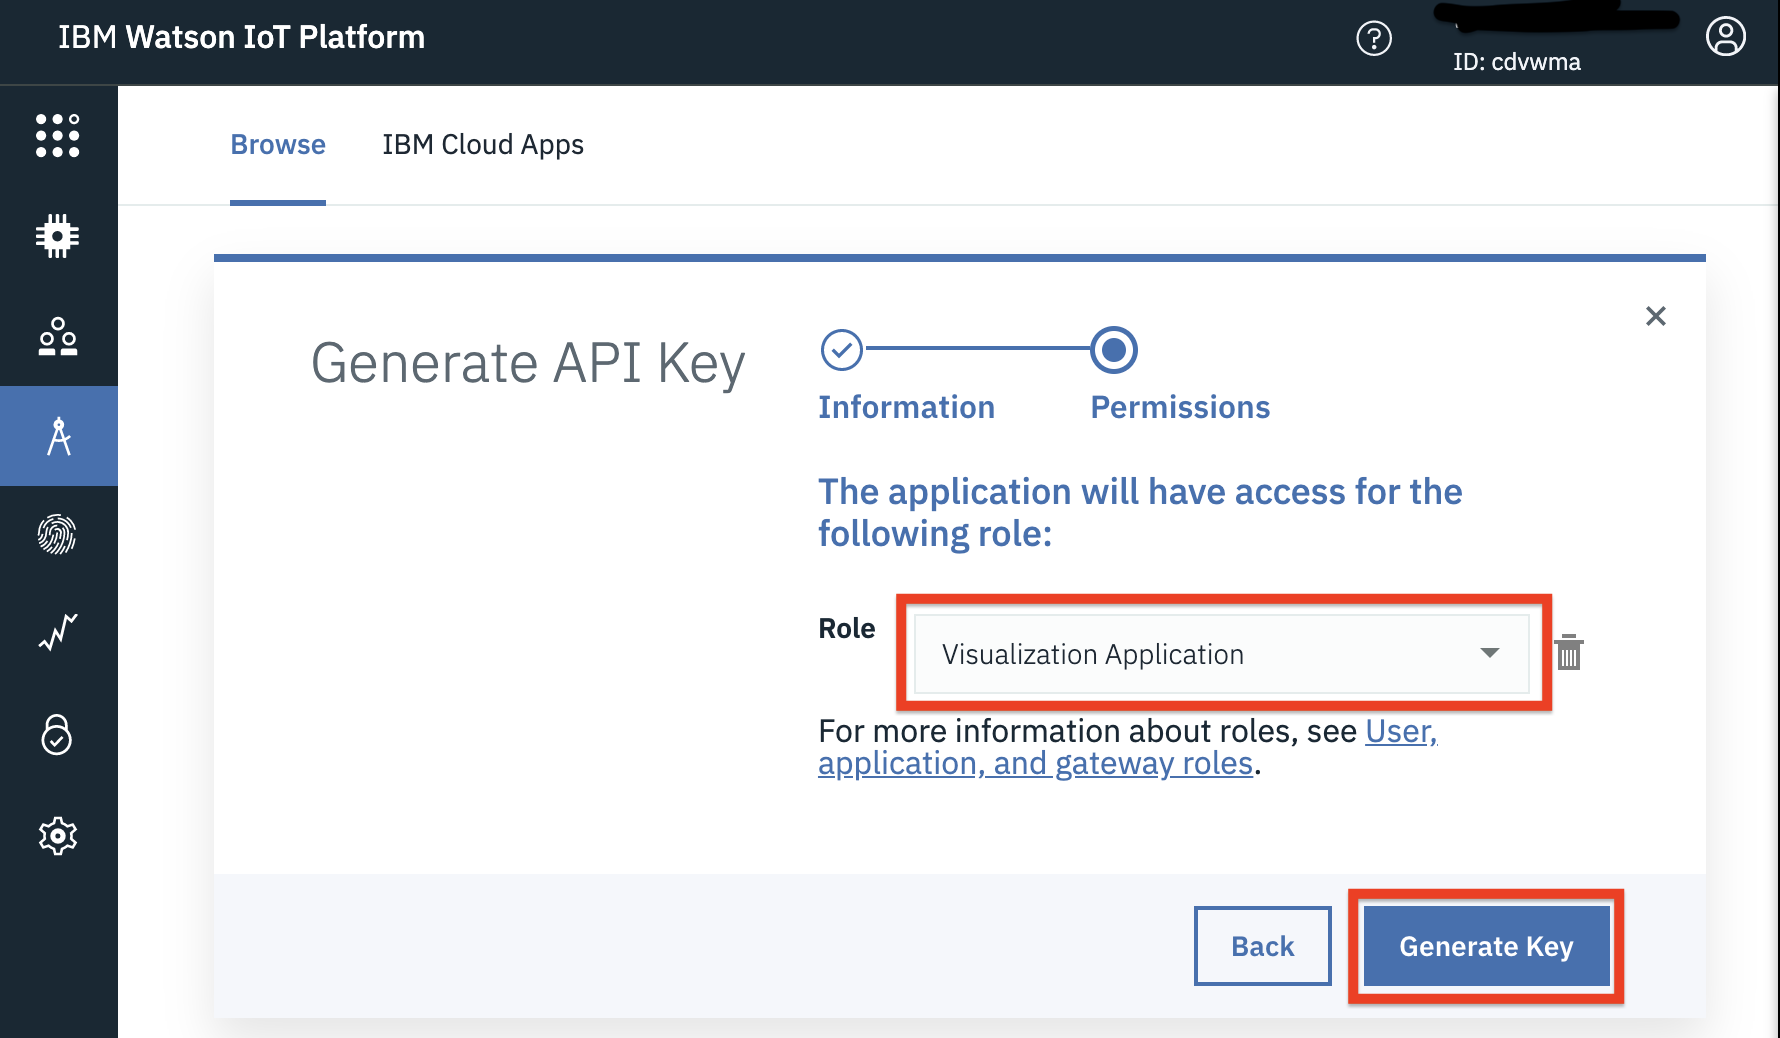 IBM Watson IoT Platform
?
ID: cdvwma
Browse
IBM Cloud Apps
Generate API Key
Information
Permissions
The application will have access for the
following role:
Role
Visualization Application
For more information about roles, see User,
application, and gateway roles.
Back
Generate Key